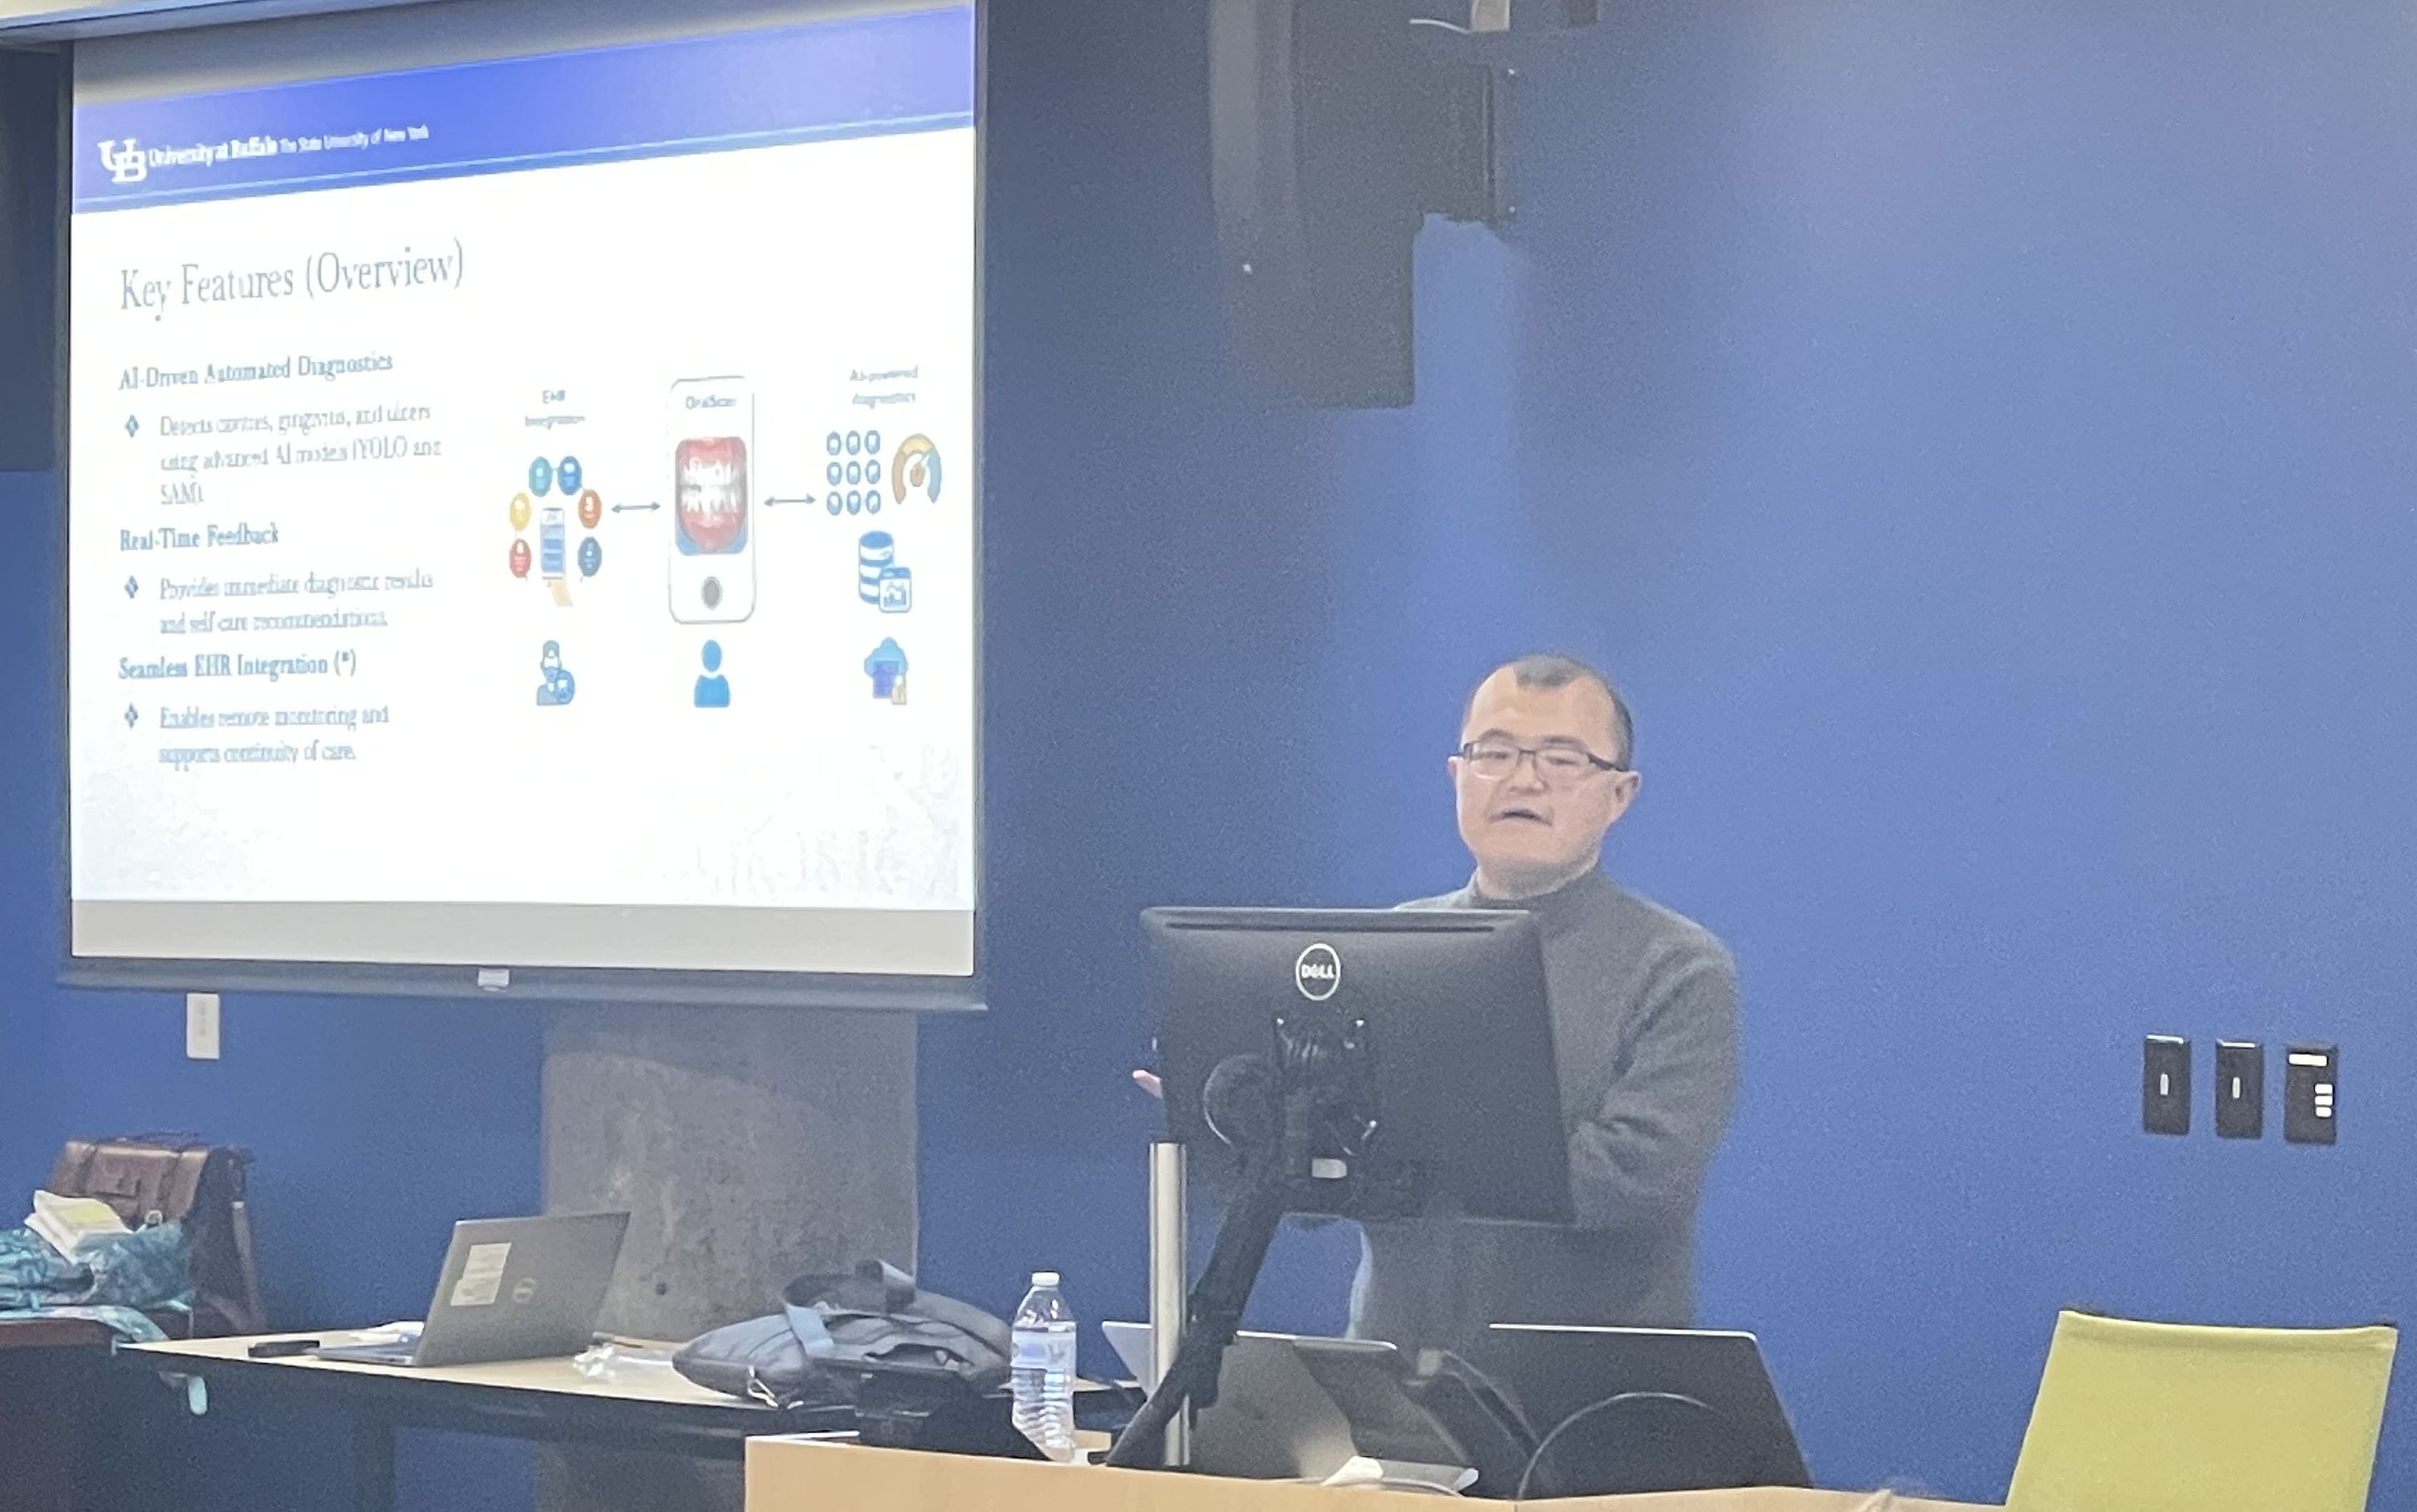 UB University at Buffalo The State University of New York
Key Features (Overview)
AI-Driven Automated Diagnostics
Detects caries, gingivitis, and ulcers
using advanced AI models (YOLO and
SAM).
Real-Time Feedback
Provides immediate diagnostic results
and self-care recommendations.
Seamless EHR Integration (*)
Enables remote monitoring and
supports continuity of care.
EHR
Integration
OralScan
AI-powered
diagnostics
DELL